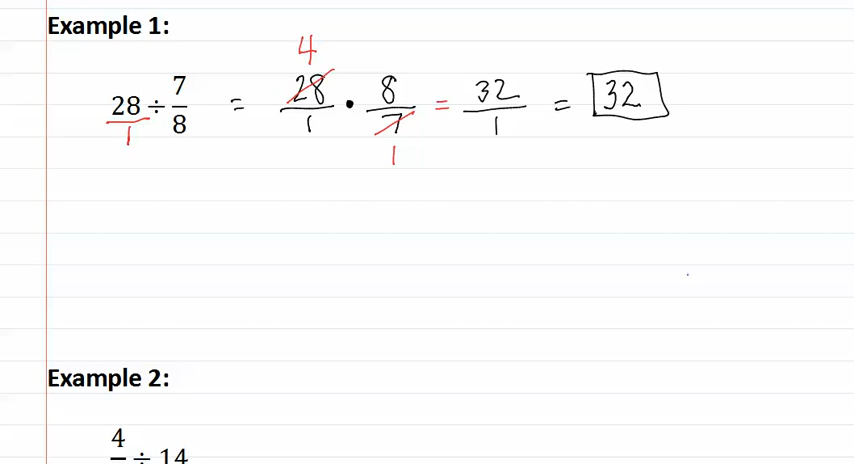 Example 1:
28/1 ÷ 7/8 = 28/1 • 8/7 = 32/1 = 32
4
1
Example 2:
4
÷ 14